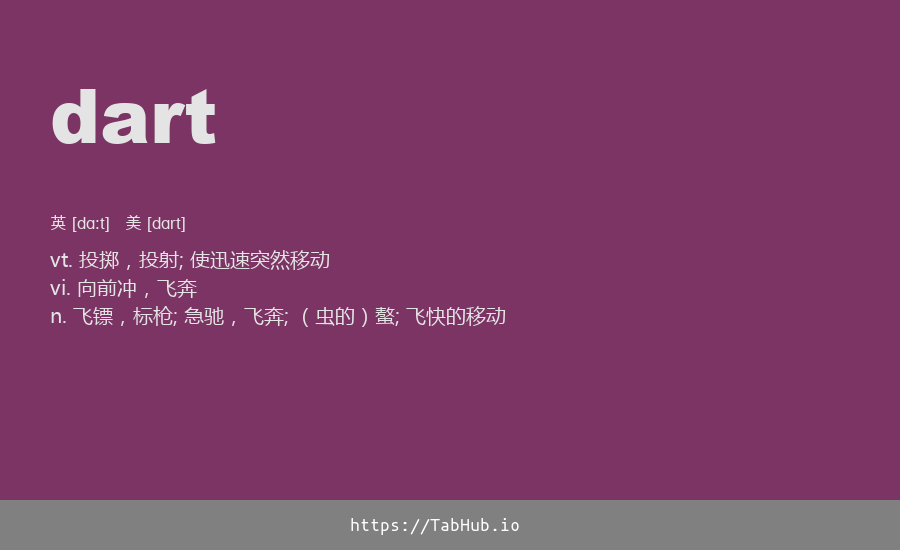 dart
英 [dɑːt] 美 [dart]
vt. 投掷，投射; 使迅速突然移动
vi. 向前冲，飞奔
n. 飞镖，标枪; 急驰，飞奔; （虫的）螯; 飞快的移动
https://TabHub.io